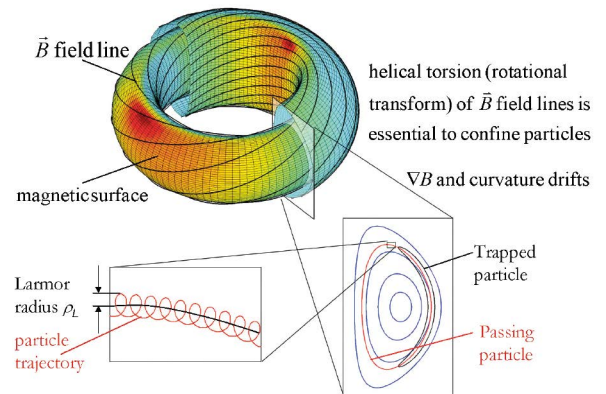 B⃗ field line
helical torsion (rotational
transform) of B⃗ field lines is
essential to confine particles
magnetic surface
∇B and curvature drifts
Trapped
particle
Larmor
radius ρL
particle
trajectory
Passing
particle